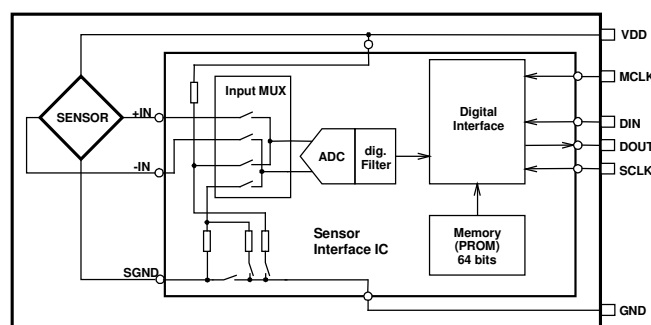 VDD
MCLK
Input MUX
SENSOR
+IN
Digital
Interface
DIN
DOUT
ADC
dig.
Filter
-IN
SCLK
Sensor
Interface IC
Memory
(PROM)
64 bits
SGND
GND